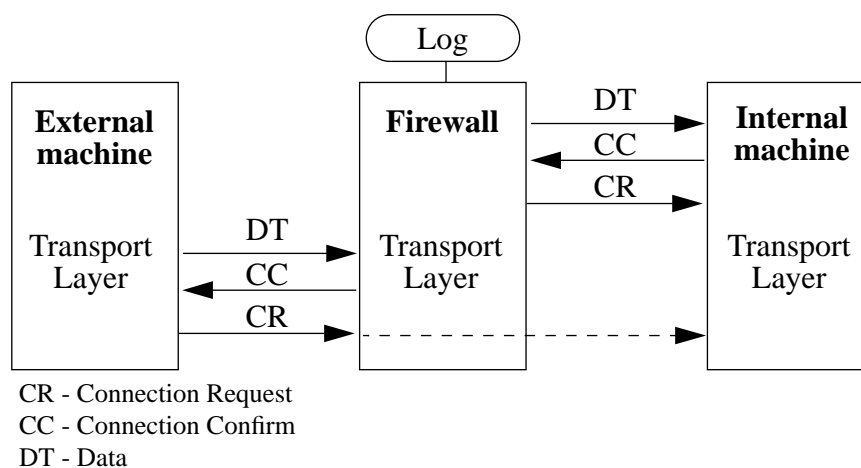 Log
External
machine
Transport
Layer
DT
CC
CR
Firewall
Transport
Layer
DT
CC
CR
Internal
machine
Transport
Layer
CR - Connection Request
CC - Connection Confirm
DT - Data